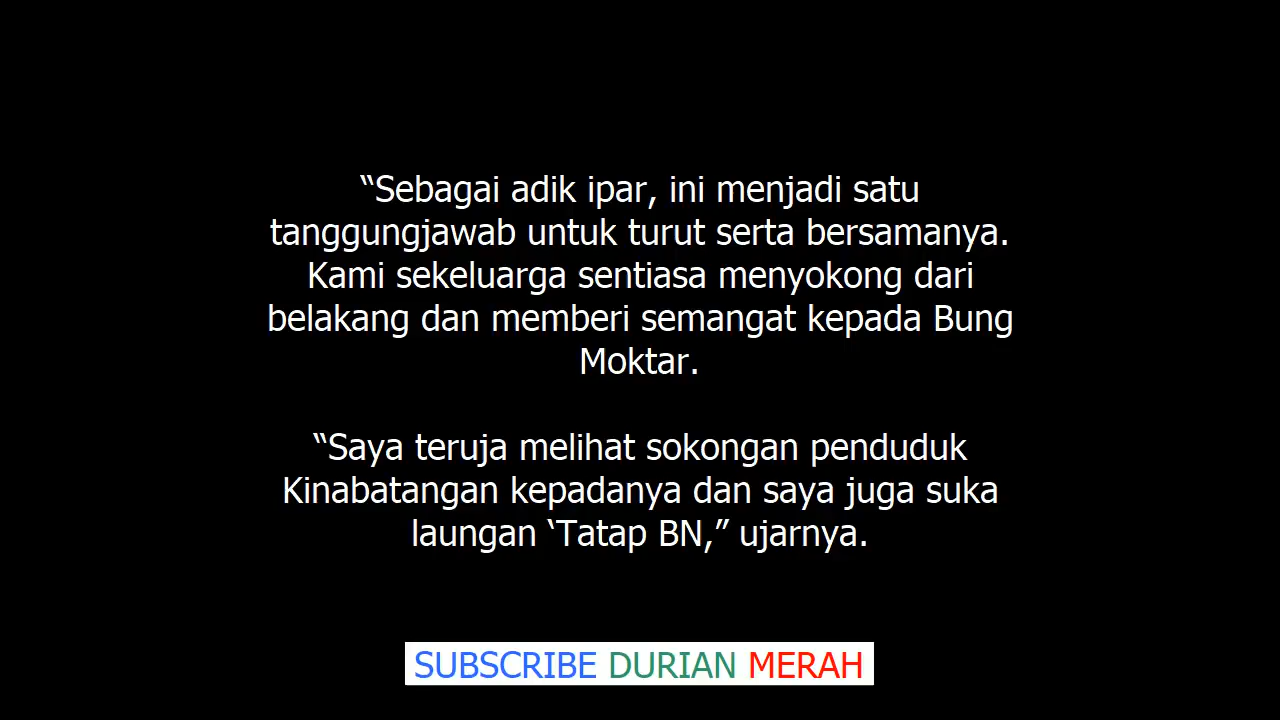 “Sebagai adik ipar, ini menjadi satu
tanggungjawab untuk turut serta bersamanya.
Kami sekeluarga sentiasa menyokong dari
belakang dan memberi semangat kepada Bung
Moktar.
“Saya teruja melihat sokongan penduduk
Kinabatangan kepadanya dan saya juga suka
laungan ‘Tatap BN,” ujarnya.
SUBSCRIBE DURIAN MERAH